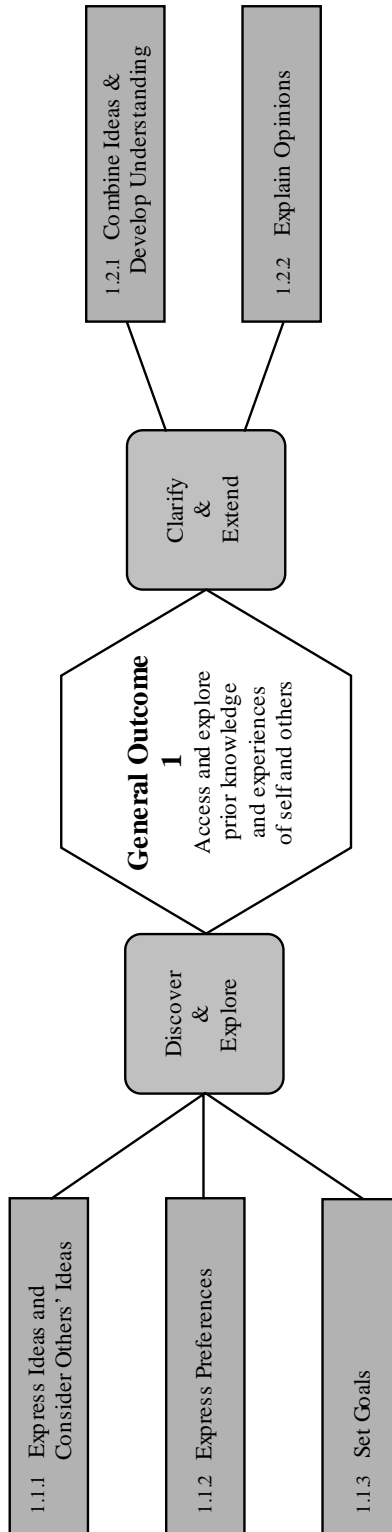 1.1.1 Express Ideas and
Consider Others' Ideas
1.1.2 Express Preferences
1.1.3 Set Goals
Discover
&
Explore
General Outcome
1
Access and explore
prior knowledge
and experiences
of self and others
Clarify
&
Extend
1.2.1 Combine Ideas &
Develop Understanding
1.2.2 Explain Opinions